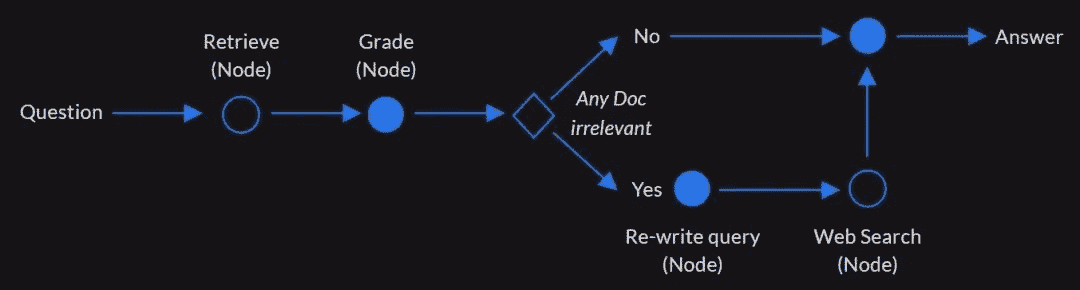 Question
Retrieve
(Node)
Grade
(Node)
Any Doc
irrelevant
No
Answer
Yes
Re-write query
(Node)
Web Search
(Node)